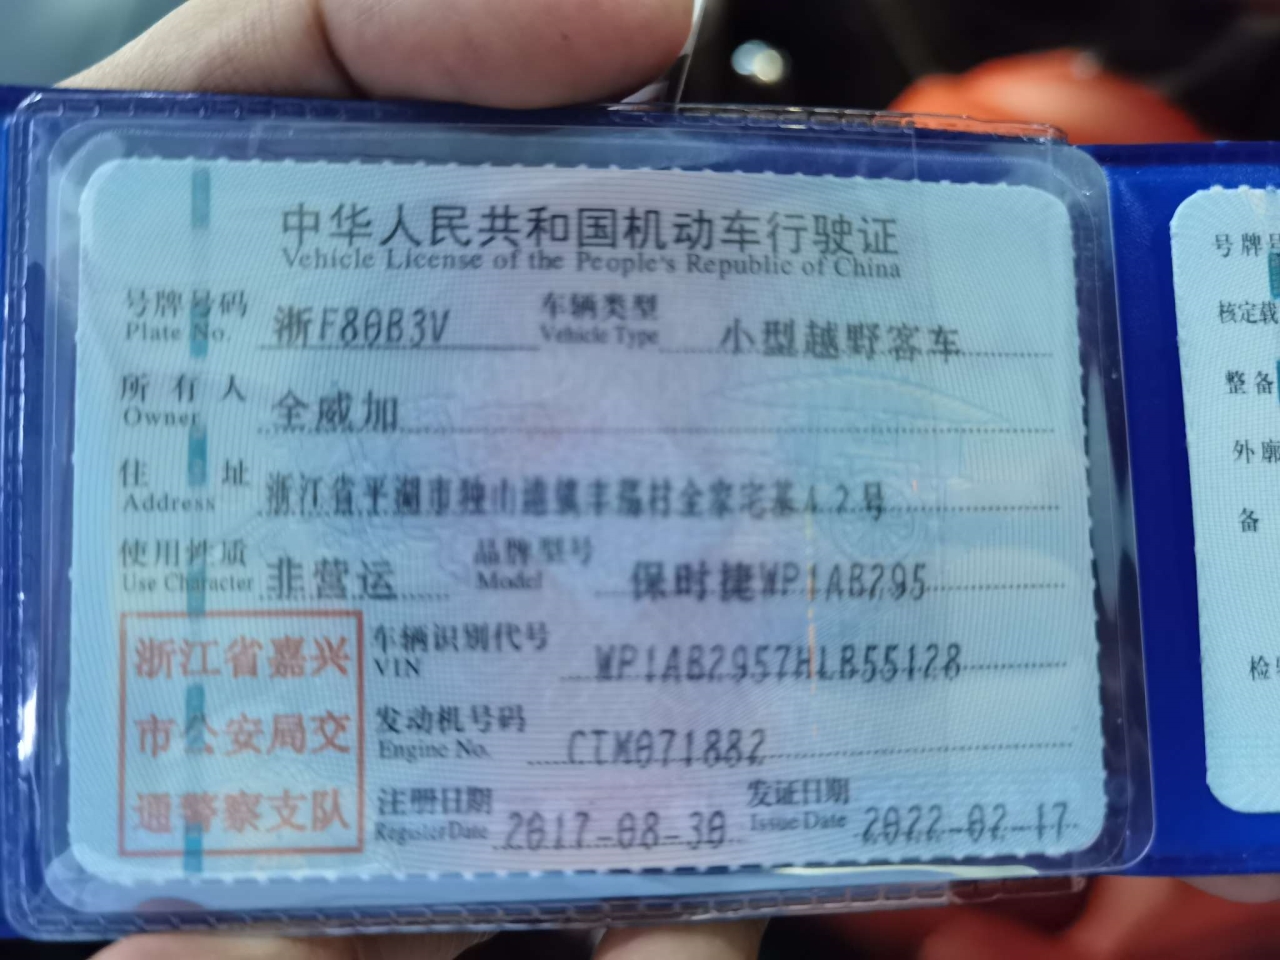 中华人民共和国机动车行驶证
Vehicle License of the People's Republic of China
号牌号码 浙F80B3V 车辆类型 小型越野客车
Plate No. Vehicle Type
所有人 全威加
Owner
住址 浙江省平湖市独山港镇丰瑞村全家宅基42号
Address
使用性质 非营运 品牌型号 保时捷WP1AB295
Use Character Model
车辆识别代号 WP1AB2957HLB55128
VIN
发动机号码 CTM071882
Engine No.
注册日期 2017-08-30 发证日期 2022-02-17
Register Date Issue Date
浙江省嘉兴
市公安局交
通警察支队
号牌号
核定载
整备
外廓
备
检验